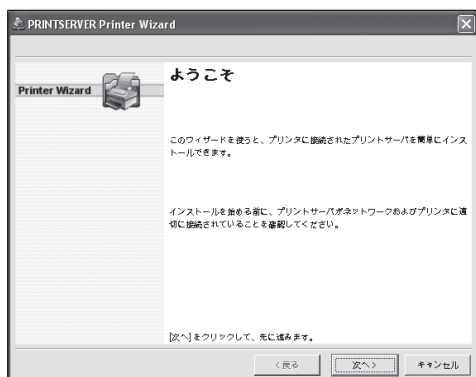 PRINTSERVER Printer Wizard
Printer Wizard
ようこそ
このウィザードを使うと、プリンタに接続されたプリントサーバを簡単にインス
トールできます。
インストールを始める前に、プリントサーバがネットワークおよびプリンタに適
切に接続されていることを確認してください。
[次へ]をクリックして、先に進みます。
<戻る
次へ>
キャンセル